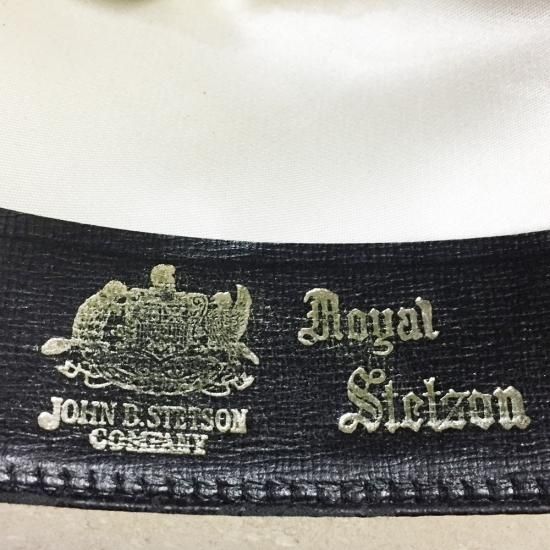 JOHN B. STETSON
COMPANY
Royal
Stetson